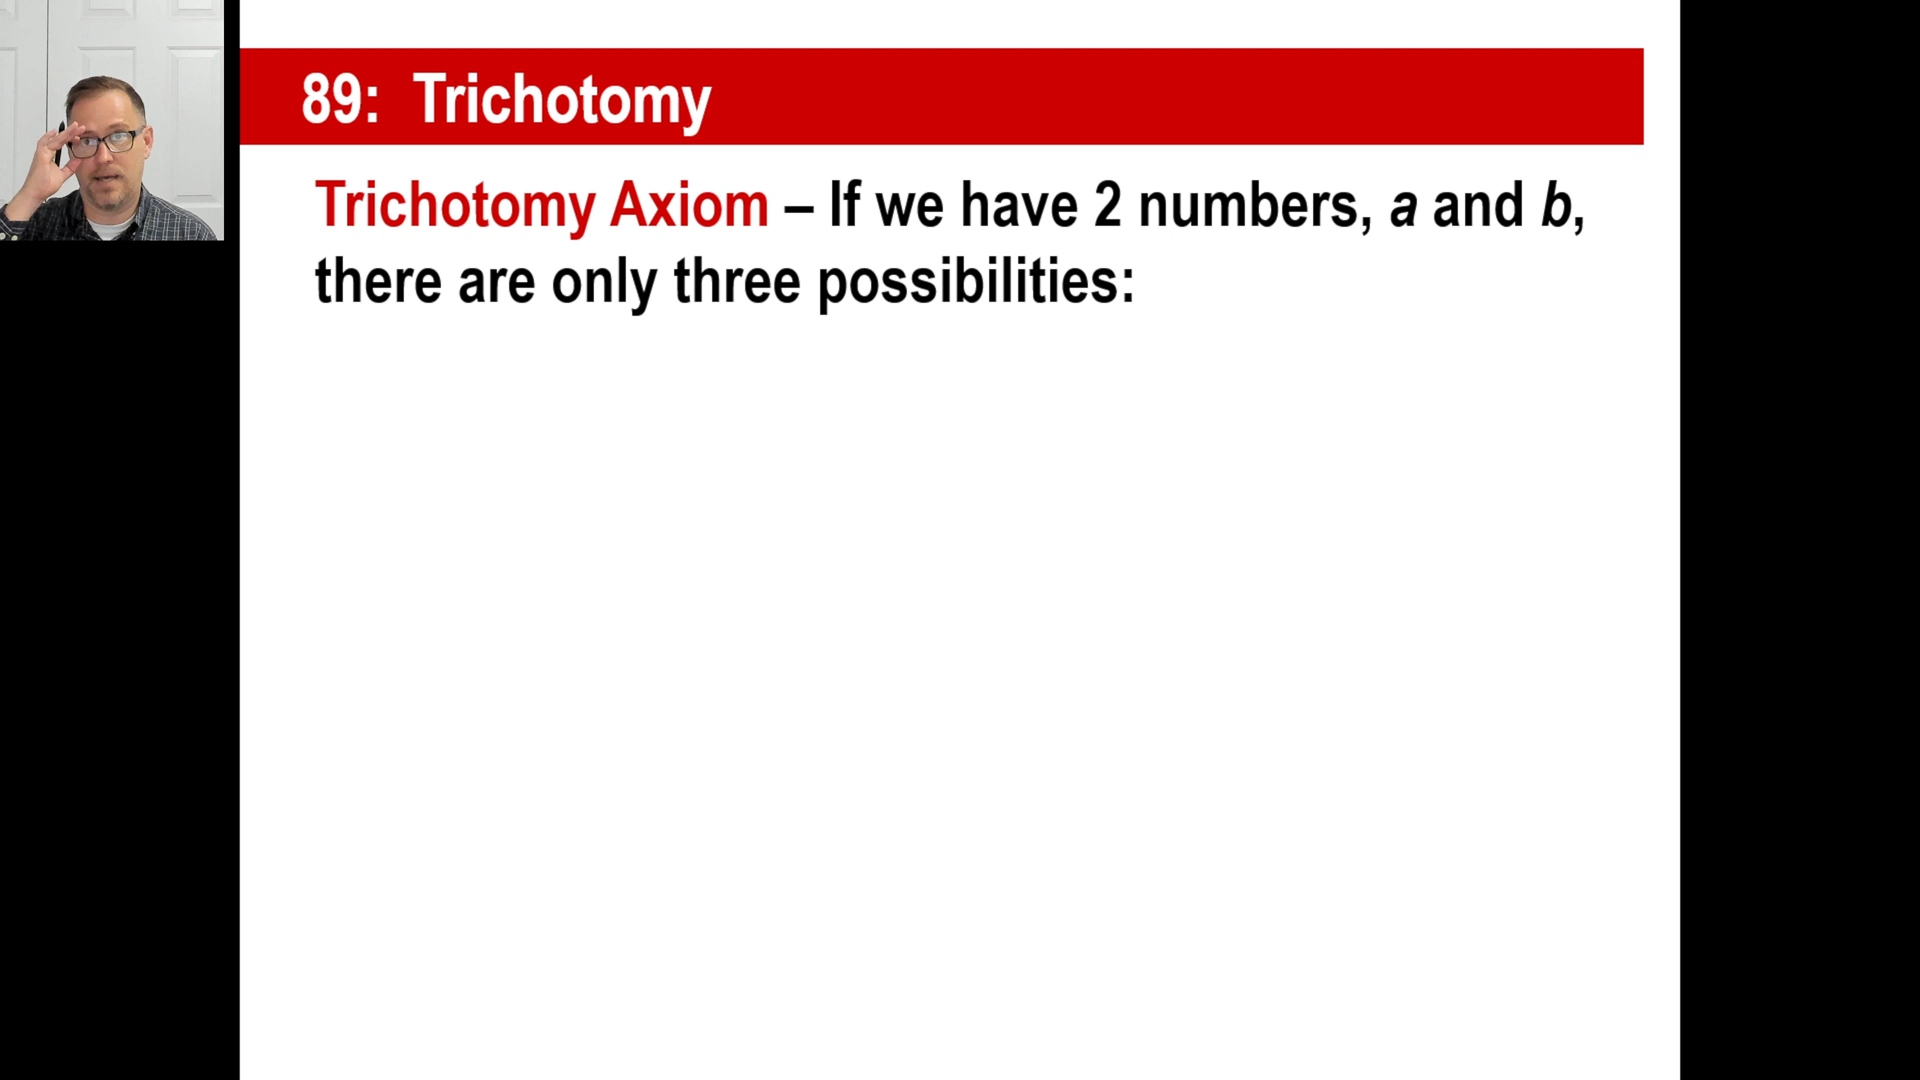 89: Trichotomy
Trichotomy Axiom – If we have 2 numbers, a and b,
there are only three possibilities: